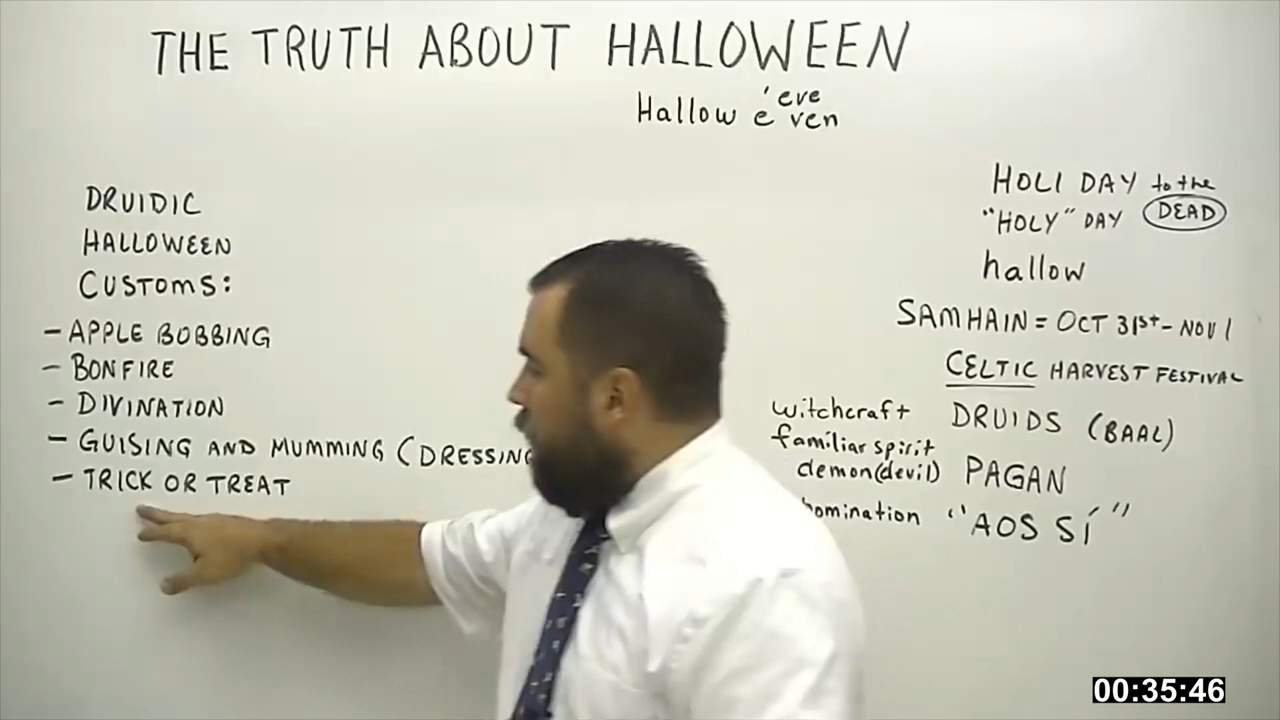 THE TRUTH ABOUT HALLOWEEN
'eve
Hallow e ven
DRUIDIC
HALLOWEEN
CUSTOMS:
- APPLE BOBBING
- BONFIRE
- DIVINATION
- GUISING AND MUMMING (DRESSING
- TRICK OR TREAT
HOLI DAY to the
"HOLY" DAY DEAD
hallow
SAMHAIN = OCT 31st - NOV 1
CELTIC HARVEST FESTIVAL
witchcraft DRUIDS (BAAL)
familiar spirit
demon(devil) PAGAN
bomination "AOS SÍ"
00:35:46